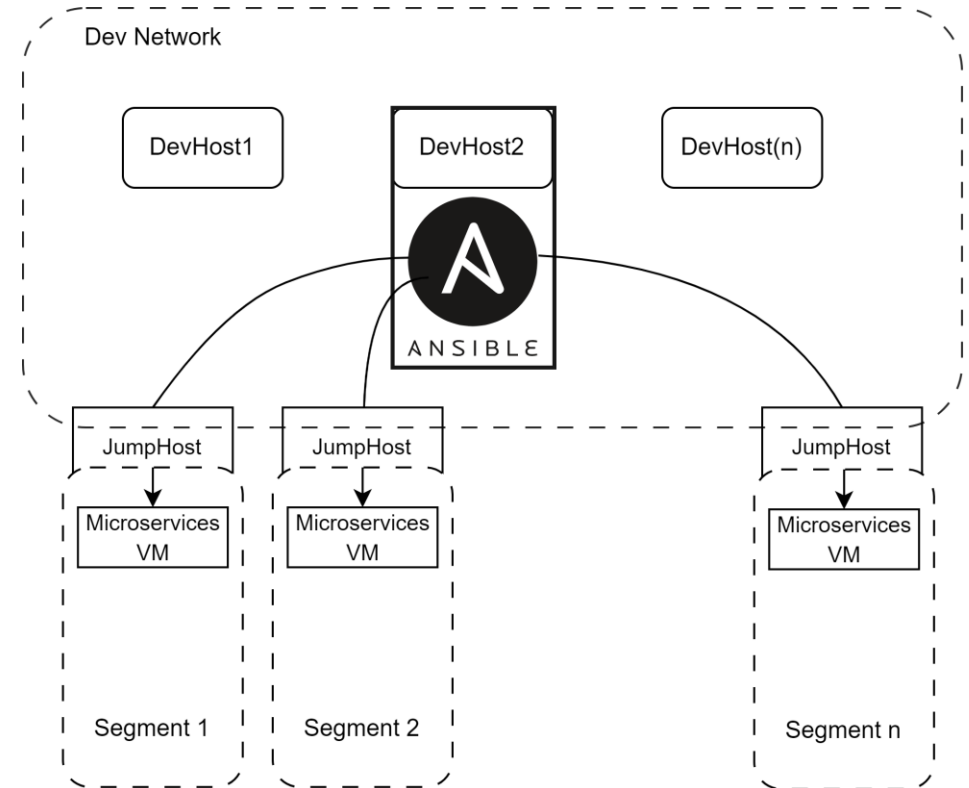 Dev Network
DevHost1
DevHost2
DevHost(n)
ANSIBLE
JumpHost
JumpHost
JumpHost
Microservices
VM
Microservices
VM
Microservices
VM
Segment 1
Segment 2
Segment n